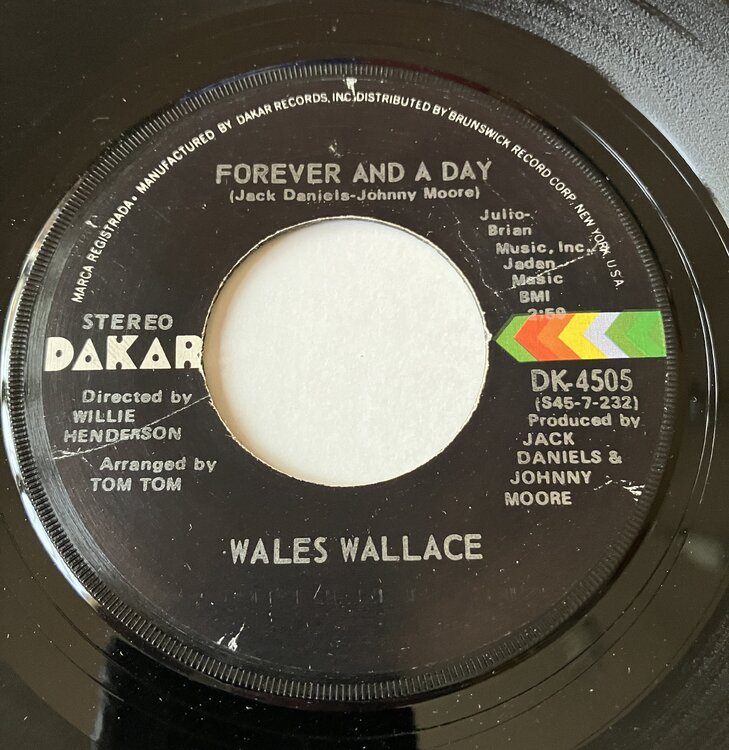 MARCA REGISTRADA • MANUFACTURED BY DAKAR RECORDS, INC. DISTRIBUTED BY BRUNSWICK RECORD CORP. NEW YORK U.S.A.
FOREVER AND A DAY
(Jack Daniels-Johnny Moore)
Julio-
Brian
Music, Inc.
Jadan
Music
BMI
2:59
STEREO
DAKAR
Directed by
WILLIE
HENDERSON
Arranged by
TOM TOM
DK-4505
(S45-7-232)
Produced by
JACK
DANIELS &
JOHNNY
MOORE
WALES WALLACE